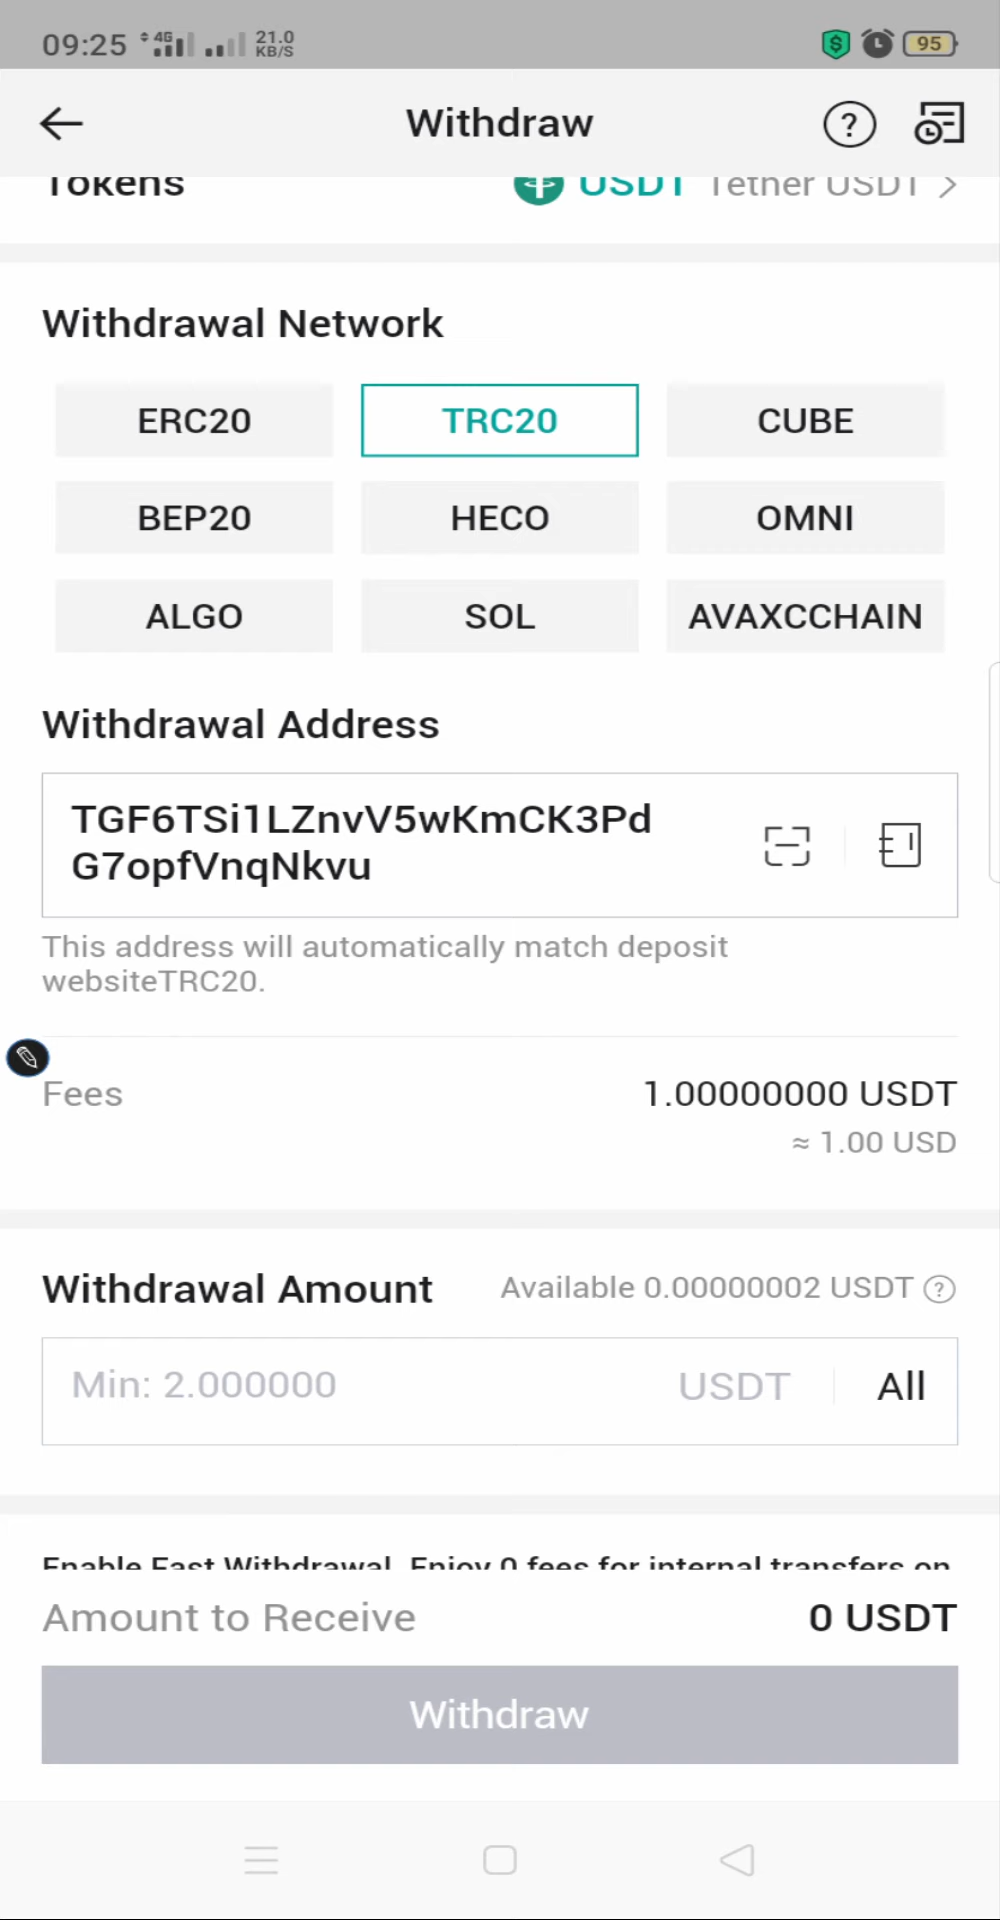 09:25 4G 21.0 KB/S 95
Withdraw
Tokens USDT Tether USDT
Withdrawal Network
ERC20 TRC20 CUBE
BEP20 HECO OMNI
ALGO SOL AVAXCCHAIN
Withdrawal Address
TGF6TSi1LZnvV5wKmCK3Pd
G7opfVnqNkvu
This address will automatically match deposit
websiteTRC20.
Fees 1.00000000 USDT
≈ 1.00 USD
Withdrawal Amount Available 0.00000002 USDT ?
Min: 2.000000 USDT All
Enable Fast Withdrawal, Enjoy 0 fees for internal transfers on
Amount to Receive 0 USDT
Withdraw